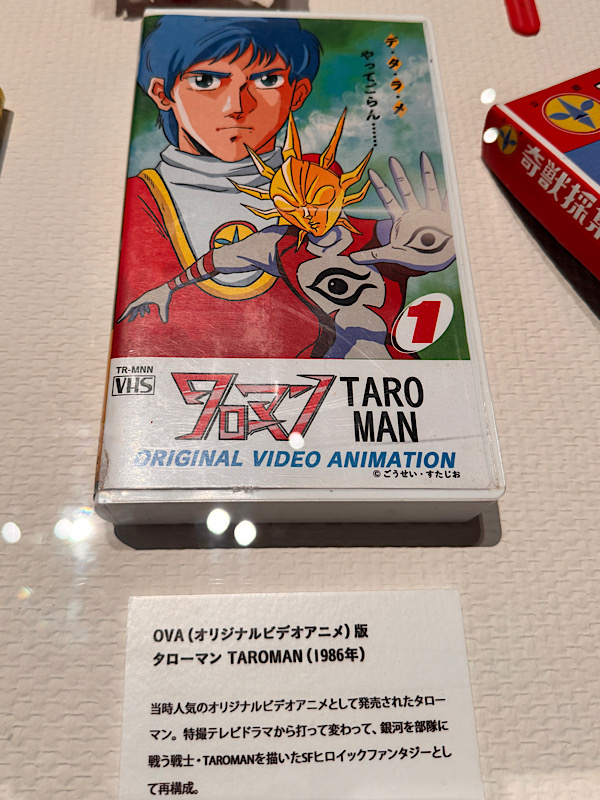 デ・タ・ラ・メ
やってごらん……
奇獣探
1
TR-MNN
VHS
タローマン
TARO
MAN
ORIGINAL VIDEO ANIMATION
©ごうせい・すたじお
OVA(オリジナルビデオアニメ)版
タローマン TAROMAN(1986年)
当時人気のオリジナルビデオアニメとして発売されたタロー
マン。特撮テレビドラマから打って変わって、銀河を部隊に
戦う戦士・TAROMANを描いたSFヒロイックファンタジーとし
て再構成。